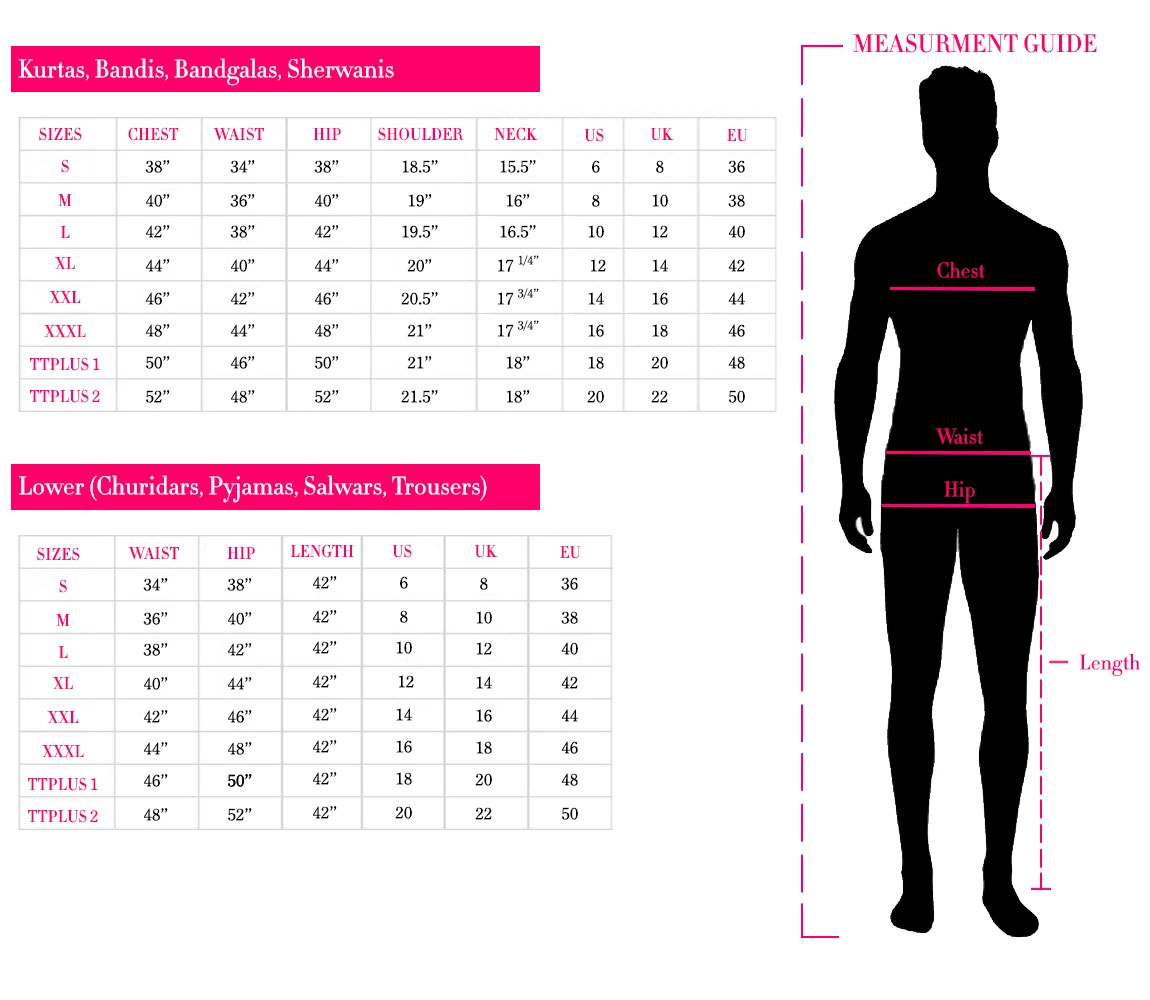 Kurtas, Bandis, Bandgalas, Sherwanis
SIZES CHEST WAIST HIP SHOULDER NECK US UK EU
S 38” 34” 38” 18.5” 15.5” 6 8 36
M 40” 36” 40” 19” 16” 8 10 38
L 42” 38” 42” 19.5” 16.5” 10 12 40
XL 44” 40” 44” 20” 17 1/4” 12 14 42
XXL 46” 42” 46” 20.5” 17 3/4” 14 16 44
XXXL 48” 44” 48” 21” 17 3/4” 16 18 46
TTPLUS 1 50” 46” 50” 21” 18” 18 20 48
TTPLUS 2 52” 48” 52” 21.5” 18” 20 22 50
Lower (Churidars, Pyjamas, Salwars, Trousers)
SIZES WAIST HIP LENGTH US UK EU
S 34” 38” 42” 6 8 36
M 36” 40” 42” 8 10 38
L 38” 42” 42” 10 12 40
XL 40” 44” 42” 12 14 42
XXL 42” 46” 42” 14 16 44
XXXL 44” 48” 42” 16 18 46
TTPLUS 1 46” 50” 42” 18 20 48
TTPLUS 2 48” 52” 42” 20 22 50
MEASURMENT GUIDE
Chest
Waist
Hip
Length